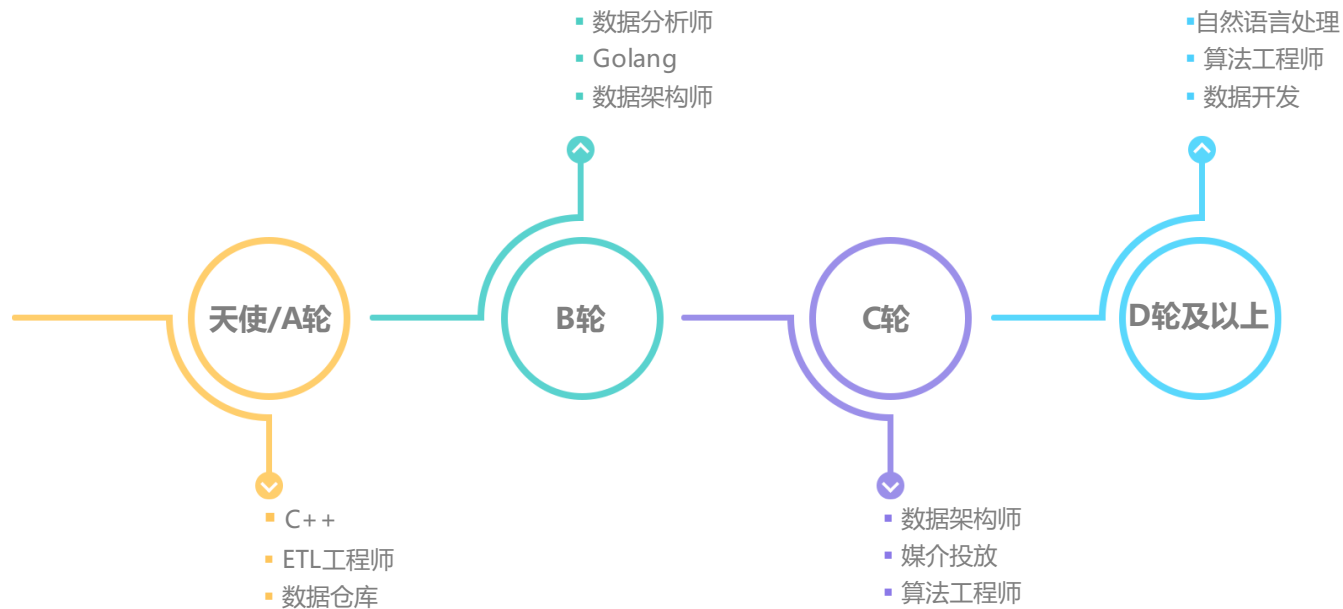 数据分析师
Golang
数据架构师
自然语言处理
算法工程师
数据开发
天使/A轮
B轮
C轮
D轮及以上
C++
ETL工程师
数据仓库
数据架构师
媒介投放
算法工程师